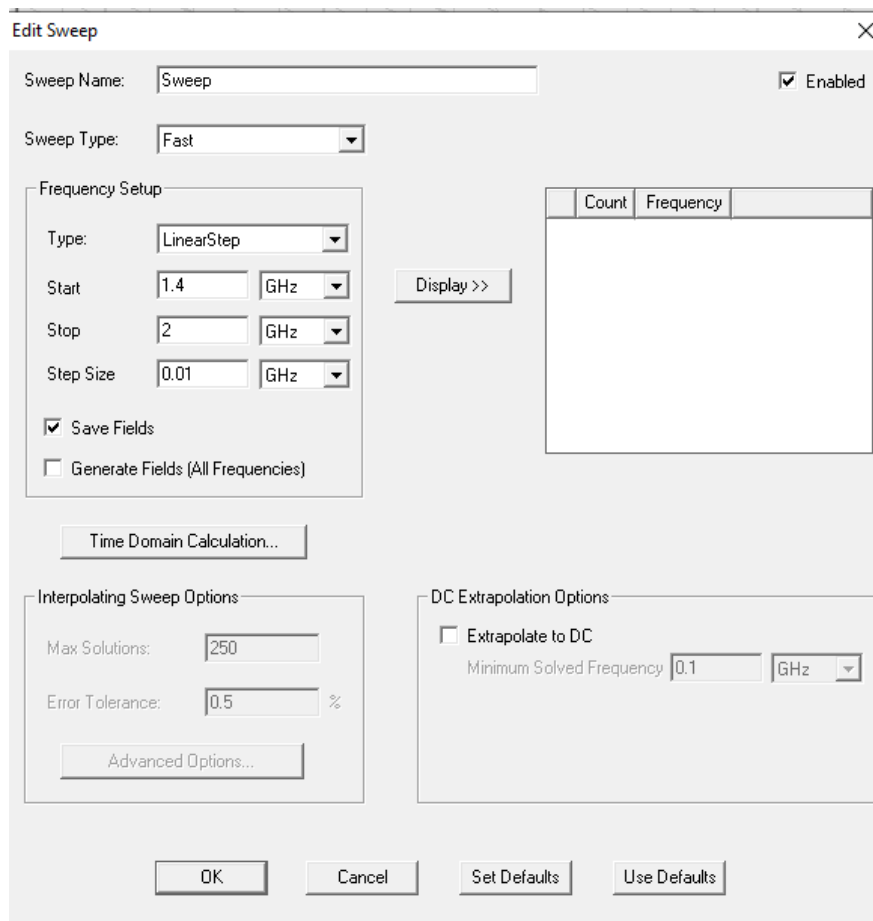 Edit Sweep
Sweep Name: Sweep Enabled
Sweep Type: Fast
Frequency Setup
Type: LinearStep
Start 1.4 GHz
Stop 2 GHz
Step Size 0.01 GHz
Save Fields
Generate Fields (All Frequencies)
Display >>
Count Frequency
Time Domain Calculation...
Interpolating Sweep Options
Max Solutions: 250
Error Tolerance: 0.5 %
Advanced Options...
DC Extrapolation Options
Extrapolate to DC
Minimum Solved Frequency 0.1 GHz
OK Cancel Set Defaults Use Defaults